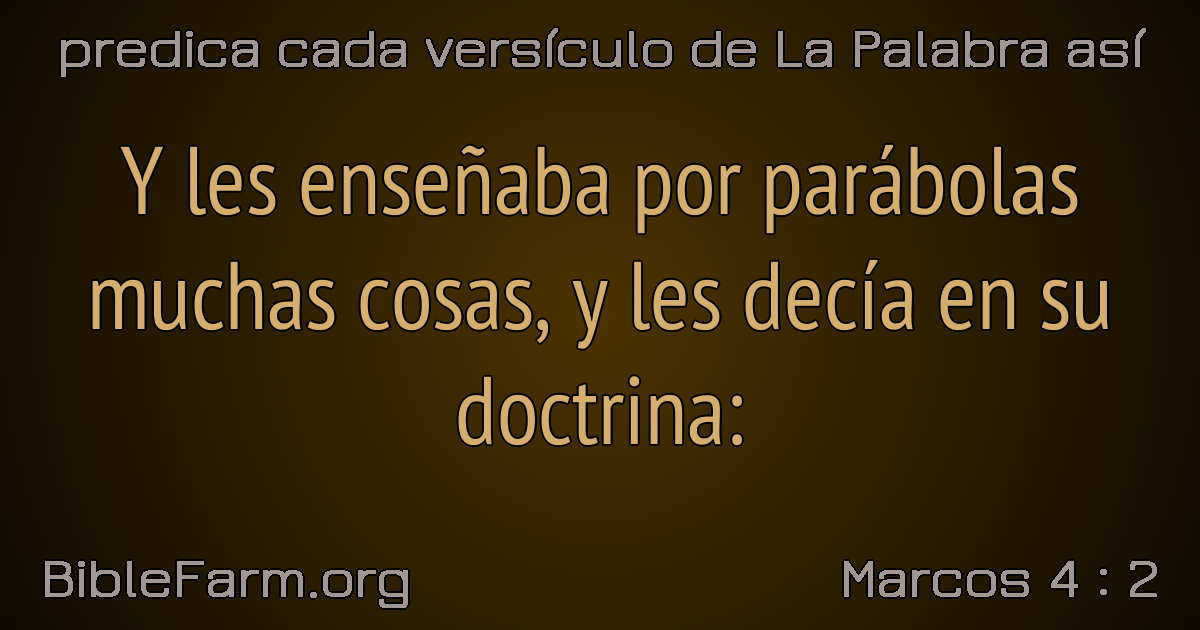 predica cada versículo de La Palabra así
Y les enseñaba por parábolas
muchas cosas, y les decía en su
doctrina:
BibleFarm.org
Marcos 4 : 2